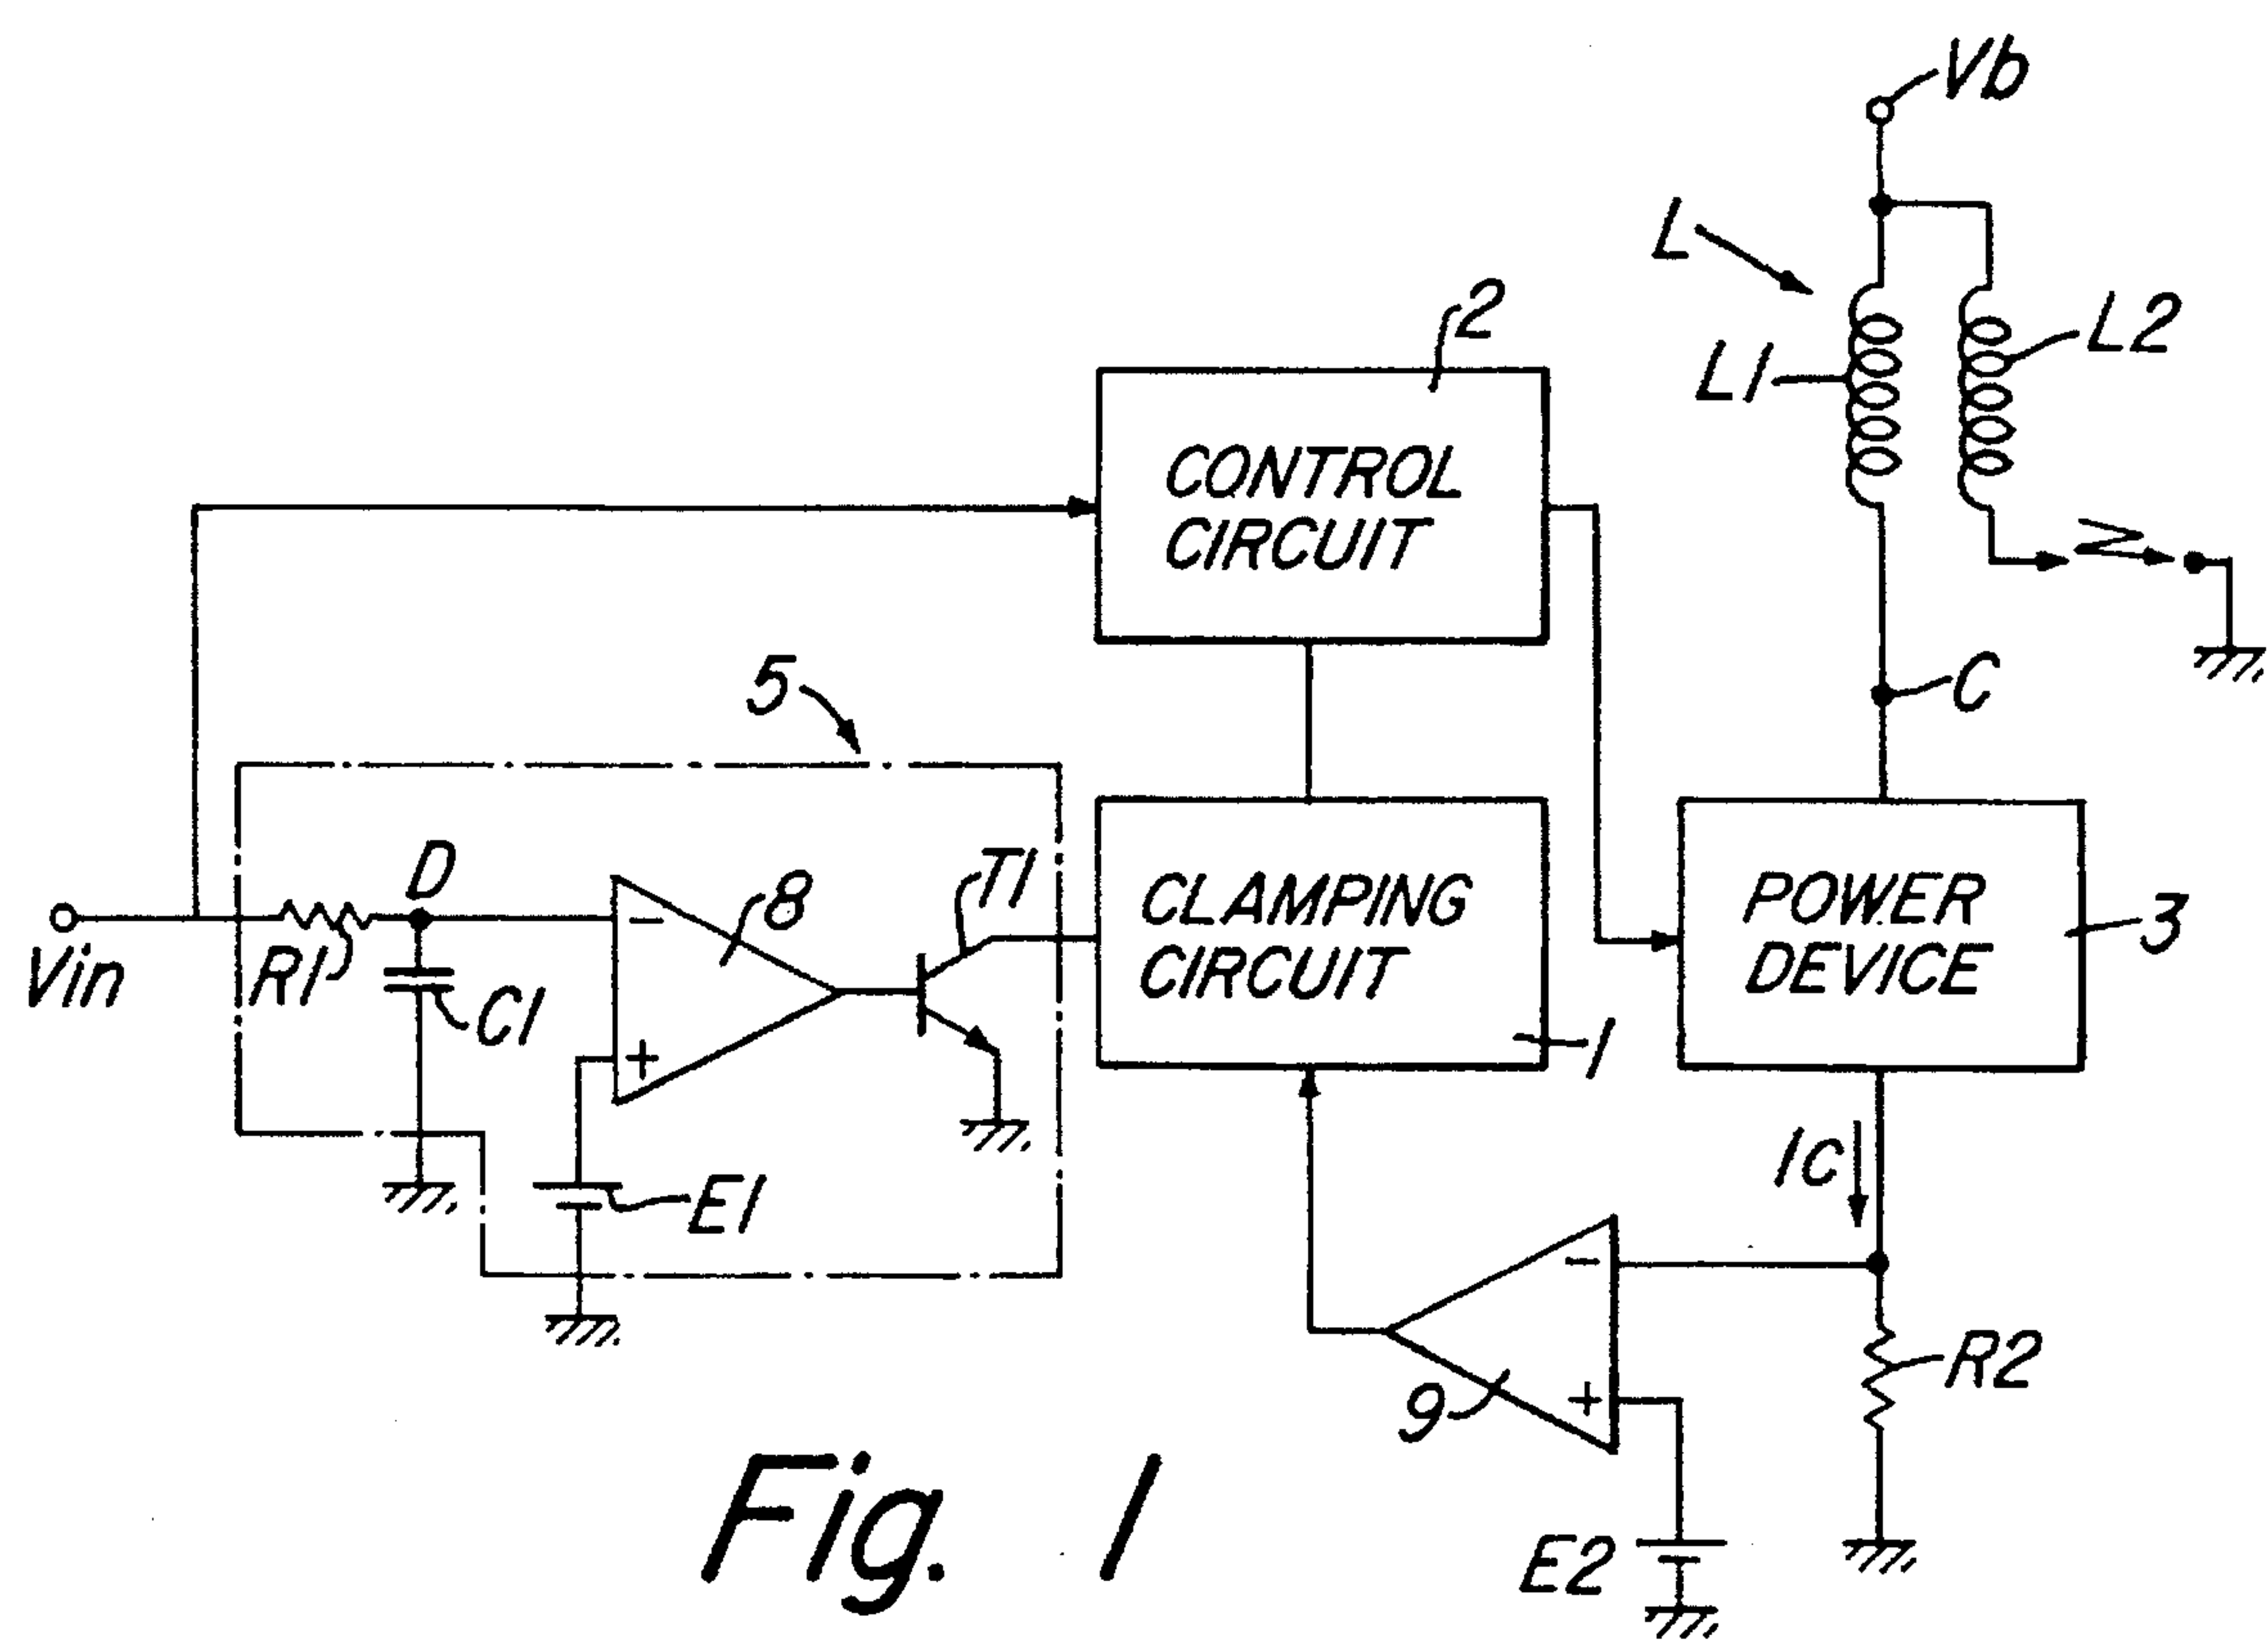 Vb
L
L1
L2
2
CONTROL
CIRCUIT
C
5
D
8
T1
Vin
R1
C1
−
+
E1
CLAMPING
CIRCUIT
1
POWER
DEVICE
3
Ic
−
+
9
R2
E2
Fig. 1